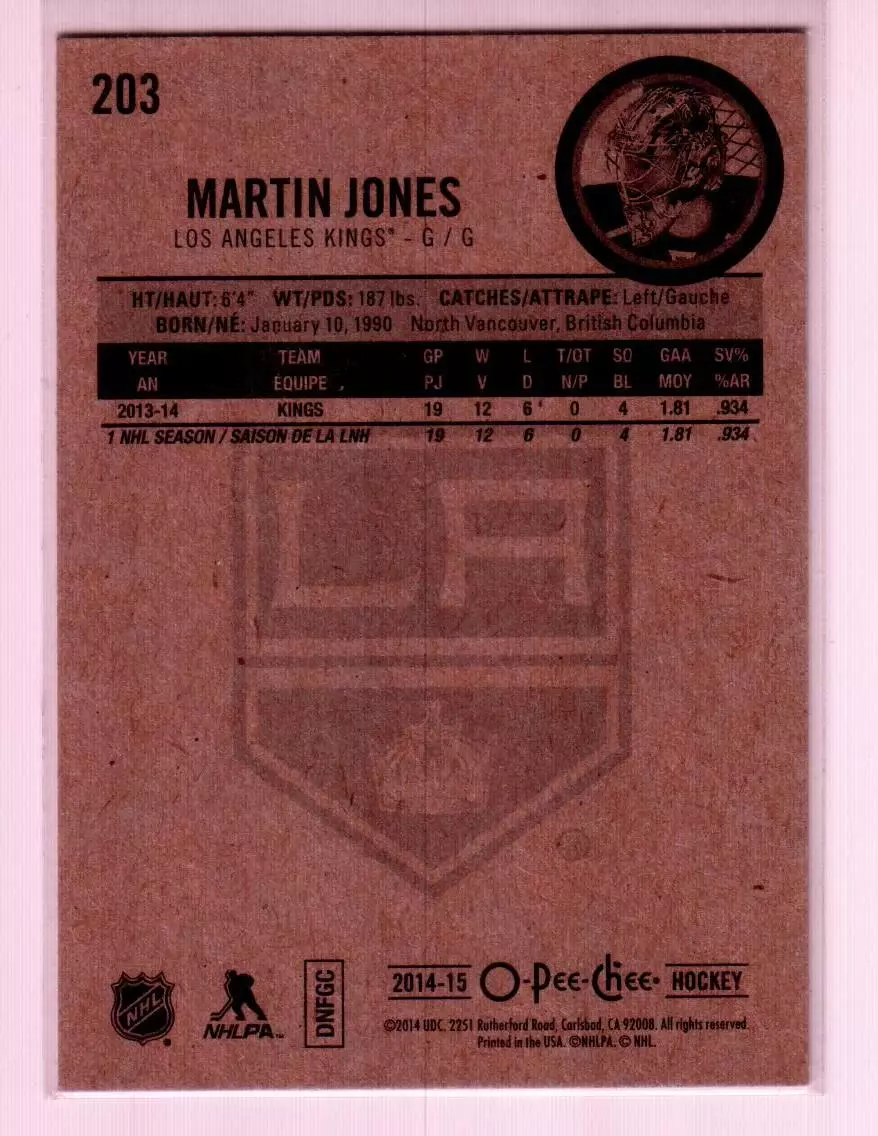 203
MARTIN JONES
LOS ANGELES KINGS® - G / G
HT/HAUT: 6'4" WT/PDS: 187 lbs. CATCHES/ATTRAPE: Left/Gauche
BORN/NÉ: January 10, 1990 North Vancouver, British Columbia
YEAR TEAM GP W L T/OT SO GAA SV%
AN ÉQUIPE PJ V D N/P BL MOY %AR
2013-14 KINGS 19 12 6 0 4 1.81 .934
1 NHL SEASON / SAISON DE LA LNH 19 12 6 0 4 1.81 .934
LA
NHL
NHLPA™
DNFGC
2014-15 O-Pee-Chee® HOCKEY
©2014 UDC. 2251 Rutherford Road, Carlsbad, CA 92008. All rights reserved.
Printed in the USA. ©NHLPA. © NHL.